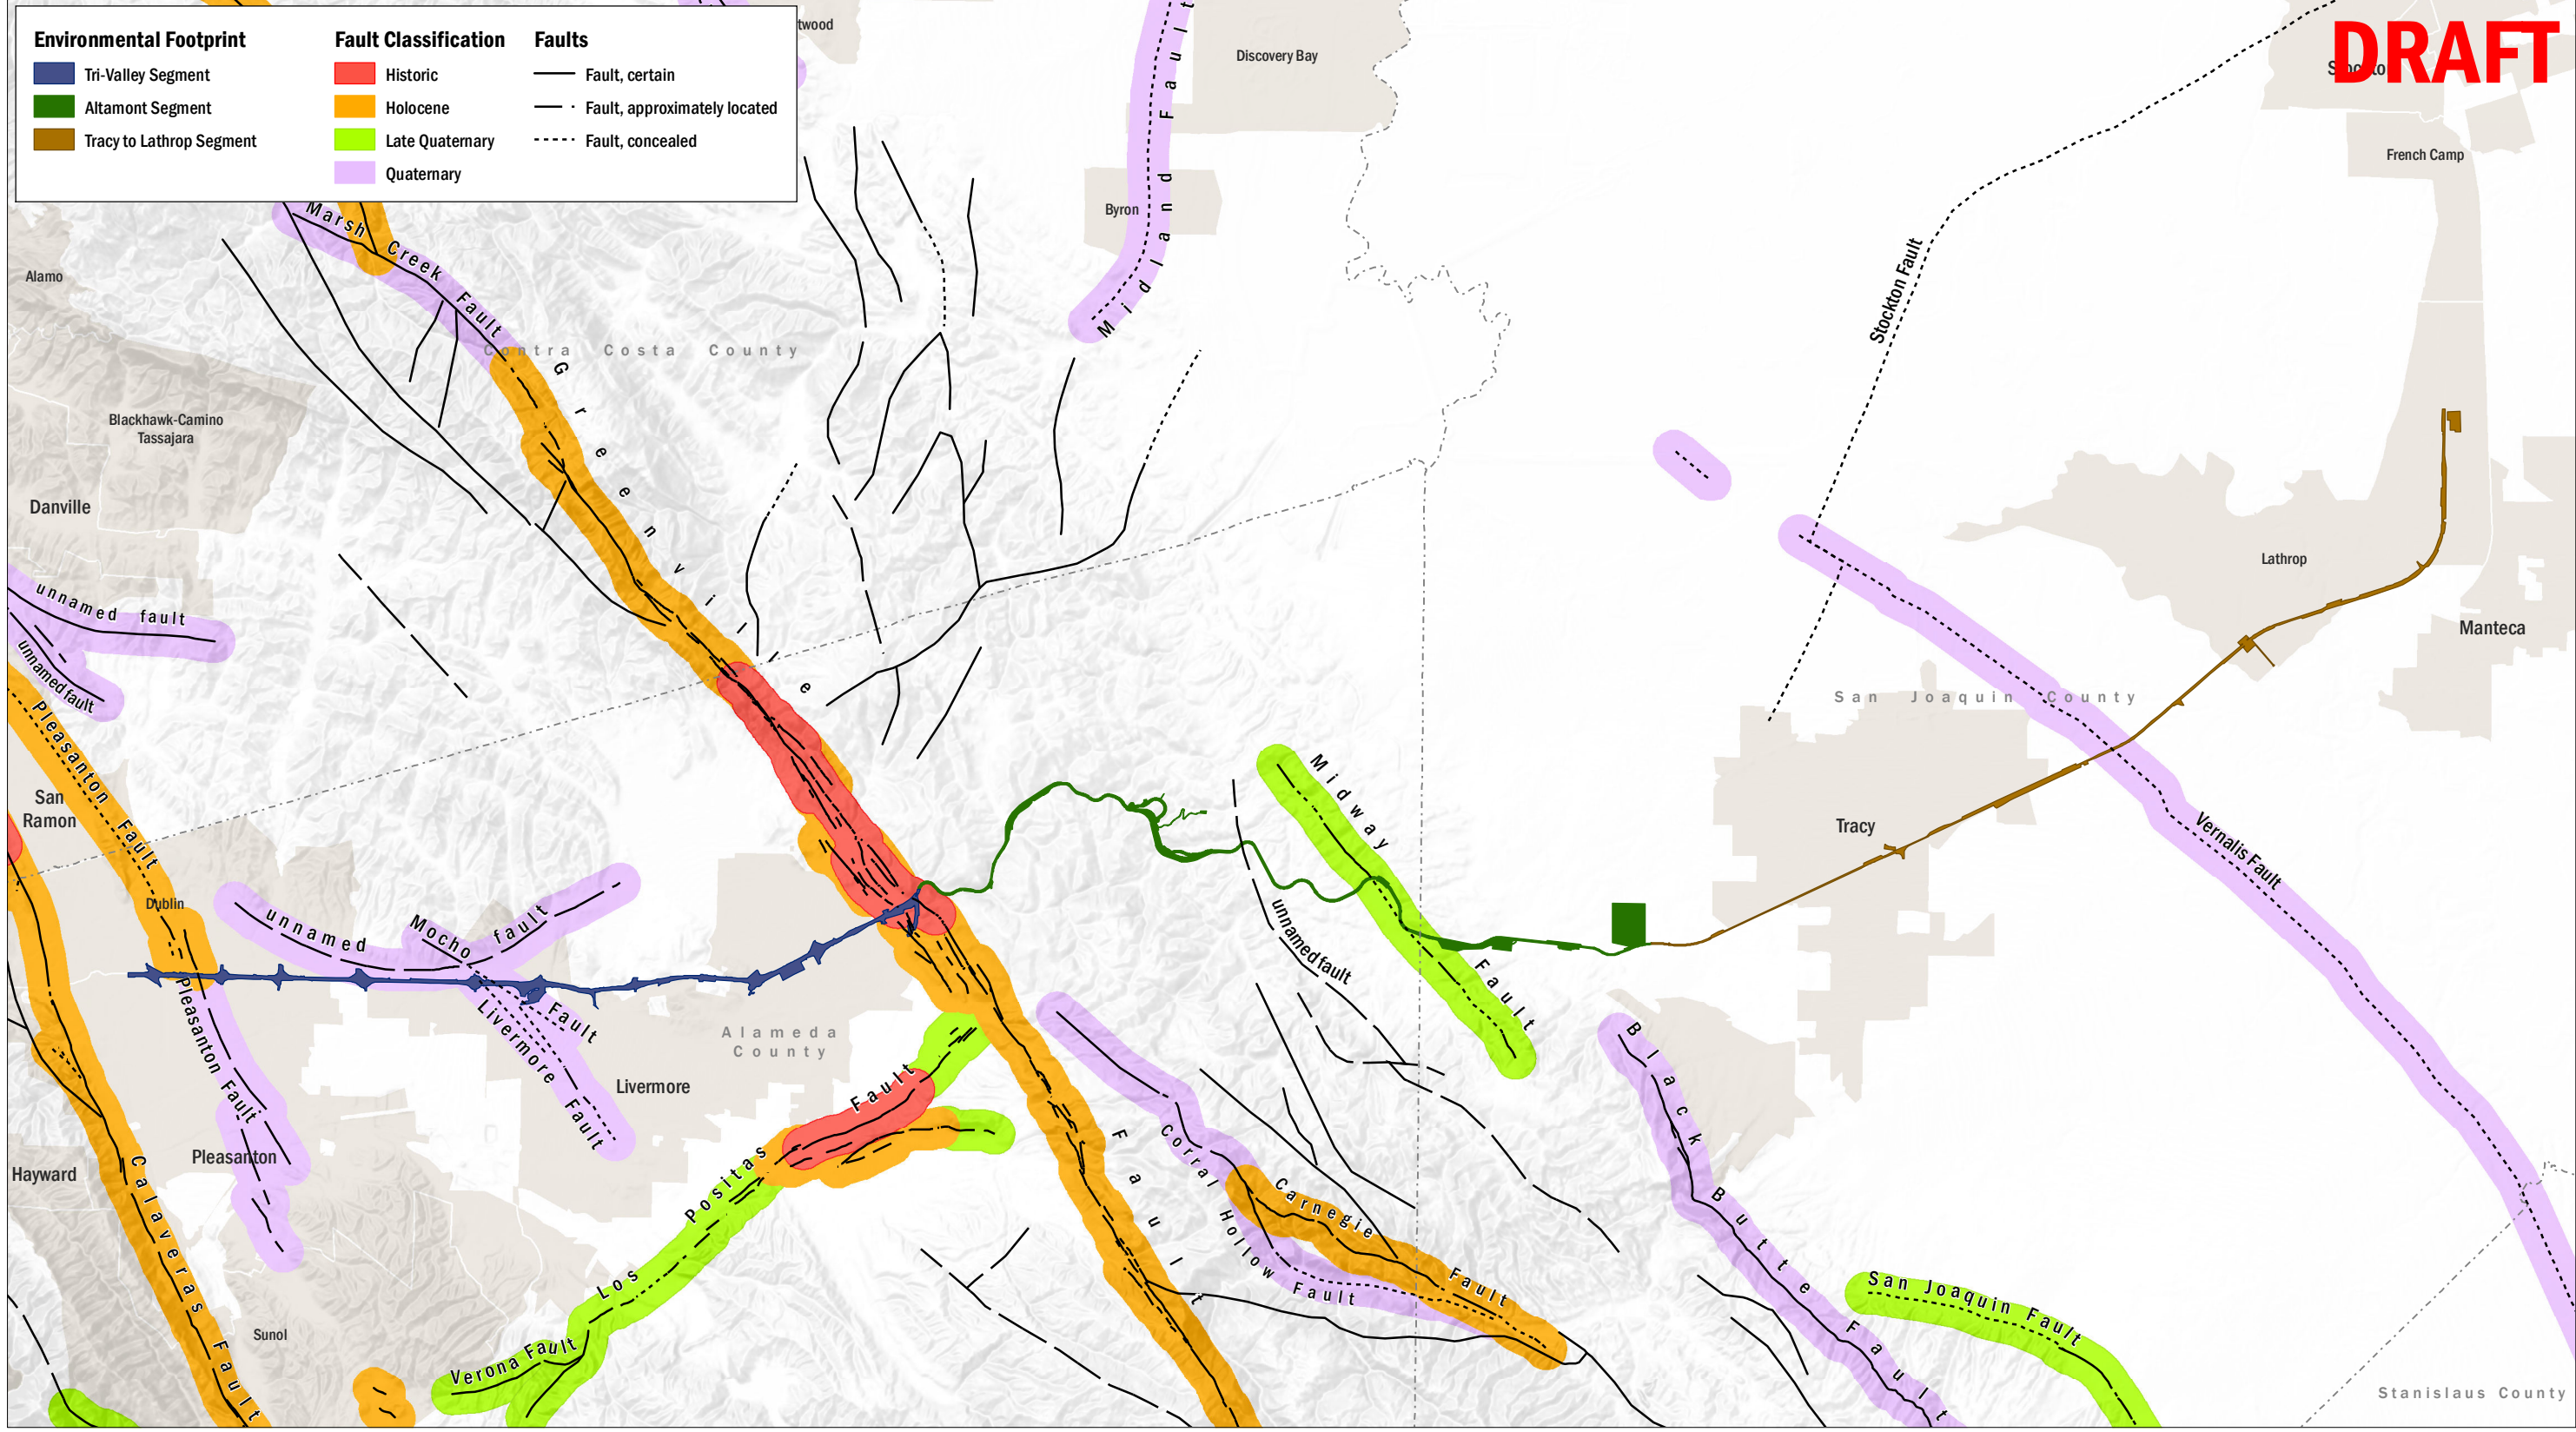 Environmental Footprint
Tri-Valley Segment
Altamont Segment
Tracy to Lathrop Segment
Fault Classification
Historic
Holocene
Late Quaternary
Quaternary
Faults
Fault, certain
Fault, approximately located
Fault, concealed
DRAFT
twood
Discovery Bay
French Camp
Byron
Midland Fault
Marsh Creek Fault
Alamo
Contra Costa County
Stockton Fault
Blackhawk-Camino
Tassajara
Danville
Greenville Fault
Lathrop
Manteca
unnamed fault
unnamed fault
San Joaquin County
Pleasanton Fault
San
Ramon
Midway Fault
Tracy
Vernalis Fault
Dublin
unnamed fault
Mocho Fault
unnamed fault
Livermore Fault
Pleasanton Fault
Alameda
County
Livermore
Black Butte Fault
Los Positas Fault
Corral Hollow Fault
Carnegie Fault
Pleasanton
Hayward
Calaveras Fault
San Joaquin Fault
Sunol
Verona Fault
Stanislaus County